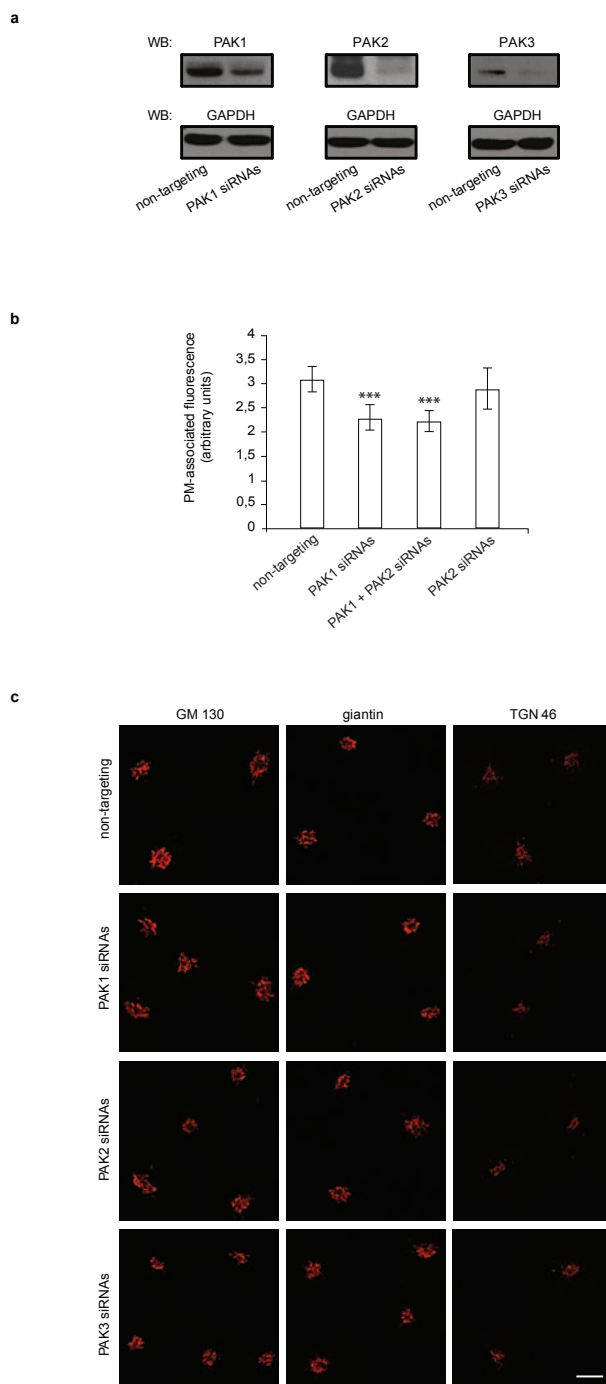 a
WB: PAK1 PAK2 PAK3
WB: GAPDH GAPDH GAPDH
non-targeting PAK1 siRNAs non-targeting PAK2 siRNAs non-targeting PAK3 siRNAs
b
PM-associated fluorescence
(arbitrary units)
4
3,5
3
2,5
2
1,5
1
0,5
0
*** ***
non-targeting PAK1 siRNAs PAK1 + PAK2 siRNAs PAK2 siRNAs
c
GM 130 giantin TGN 46
non-targeting
PAK1 siRNAs
PAK2 siRNAs
PAK3 siRNAs